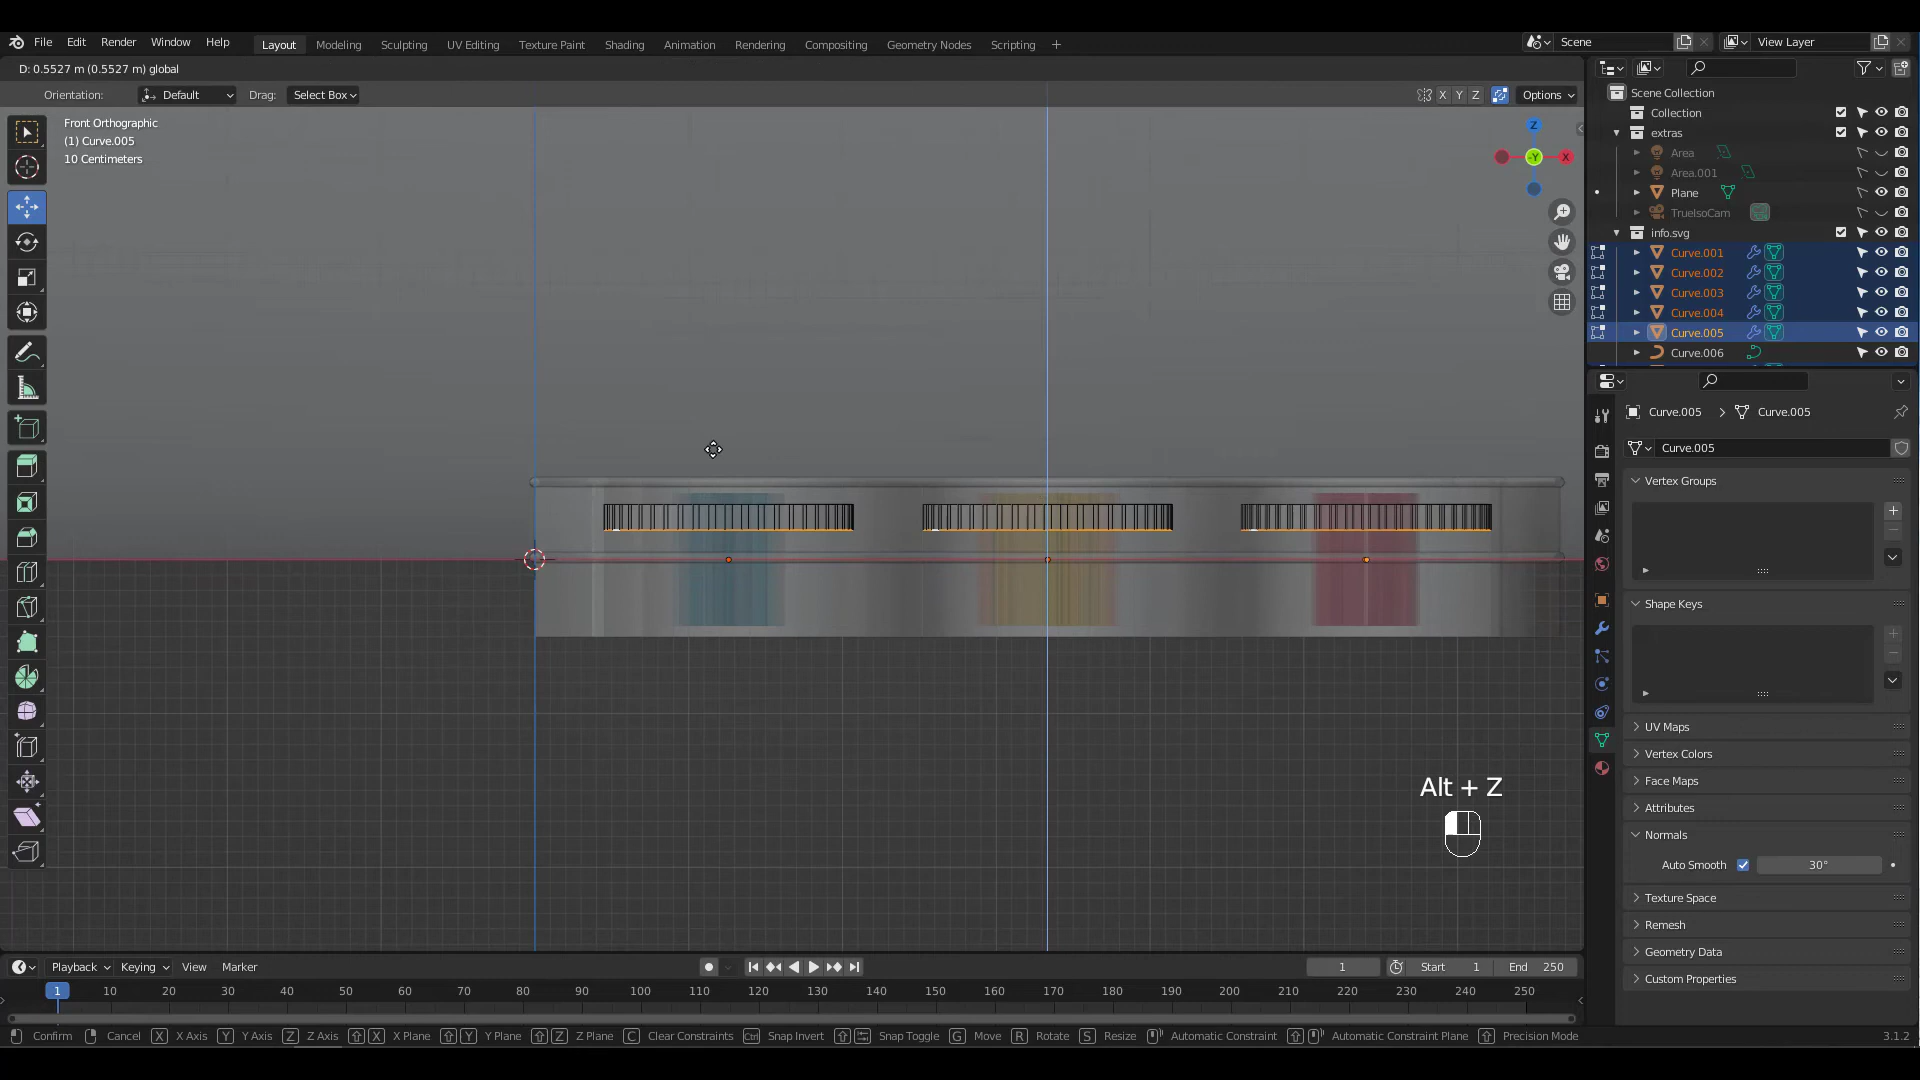 File Edit Render Window Help
Layout Modeling Sculpting UV Editing Texture Paint Shading Animation Rendering Compositing Geometry Nodes Scripting +
Scene
View Layer
D: 0.5527 m (0.5527 m) global
Orientation: Default Drag: Select Box
X Y Z Options
Front Orthographic
(1) Curve.005
10 Centimeters
Z
-Y
X
Scene Collection
Collection
extras
Area
Area.001
Plane
TrueIsoCam
info.svg
Curve.001
Curve.002
Curve.003
Curve.004
Curve.005
Curve.006
Curve.005 > Curve.005
Curve.005
Vertex Groups
Shape Keys
UV Maps
Vertex Colors
Face Maps
Attributes
Normals
Auto Smooth 30°
Texture Space
Remesh
Geometry Data
Custom Properties
Alt + Z
Playback Keying View Marker
1 Start 1 End 250
1 10 20 30 40 50 60 70 80 90 100 110 120 130 140 150 160 170 180 190 200 210 220 230 240 250
Confirm Cancel X X Axis Y Y Axis Z Z Axis X X Plane Y Y Plane Z Z Plane C Clear Constraints Ctrl Snap Invert Snap Toggle G Move R Rotate S Resize Automatic Constraint Automatic Constraint Plane Precision Mode 3.1.2